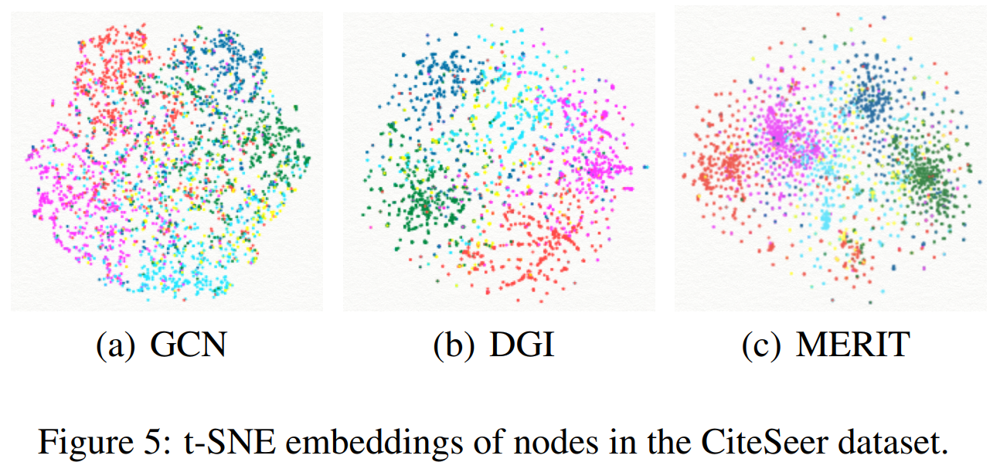 (a) GCN
(b) DGI
(c) MERIT
Figure 5: t-SNE embeddings of nodes in the CiteSeer dataset.